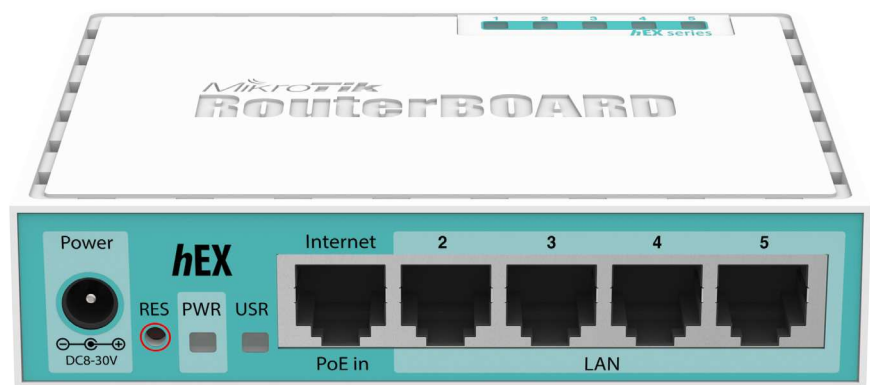 1 2 3 4 5
hEX series
MikroTik
RouterBOARD
Power
hEX
Internet 2 3 4 5
RES PWR USR
DC8-30V
PoE in LAN